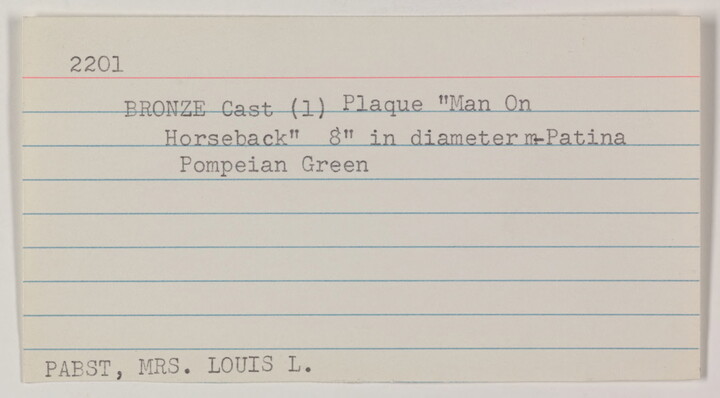 2201
BRONZE Cast (1) Plaque "Man On
Horseback" 8" in diameter m-Patina
Pompeian Green
PABST, MRS. LOUIS L.